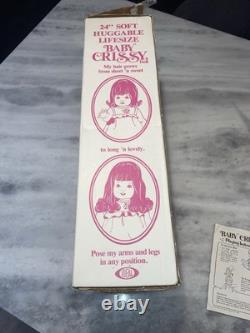 24" SOFT
HUGGABLE
LIFESIZE
BABY
CRISSY
My hair grows
from short 'n sweet
to long 'n lovely.
Pose my arms and legs
in any position.
IDEAL
BABY CRI